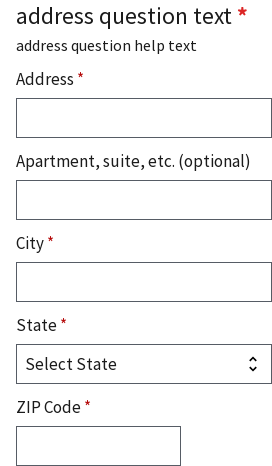 address question text *
address question help text
Address *
Apartment, suite, etc. (optional)
City *
State *
Select State
ZIP Code *